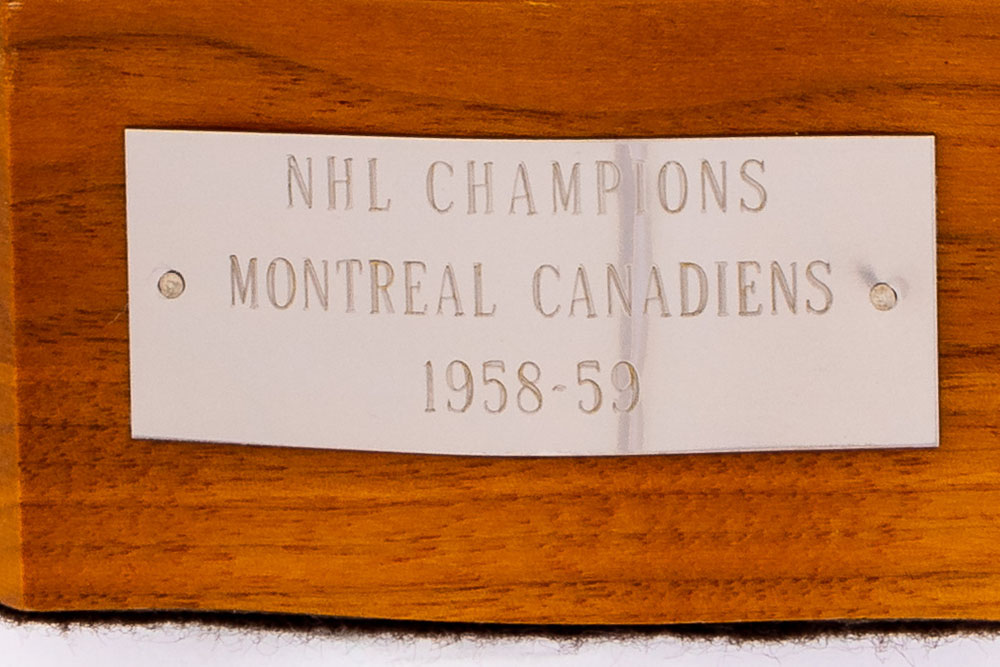 NHL CHAMPIONS
MONTREAL CANADIENS
1958-59